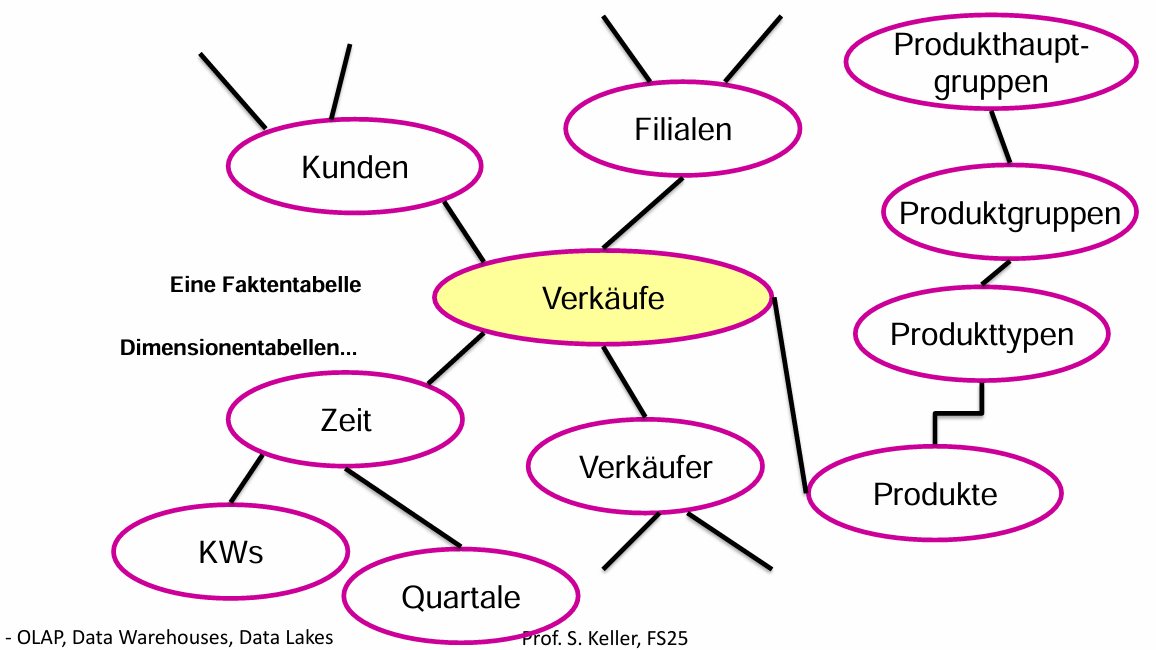 Produkthaupt-
gruppen
Filialen
Kunden
Produktgruppen
Eine Faktentabelle
Verkäufe
Dimensionentabellen...
Produkttypen
Zeit
Verkäufer
Produkte
KWs
Quartale
- OLAP, Data Warehouses, Data Lakes
Prof. S. Keller, FS25